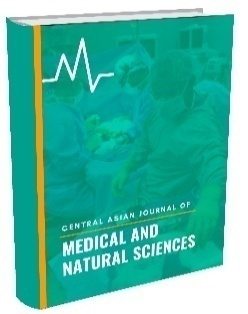 CENTRAL ASIAN JOURNAL OF
MEDICAL AND
NATURAL SCIENCES